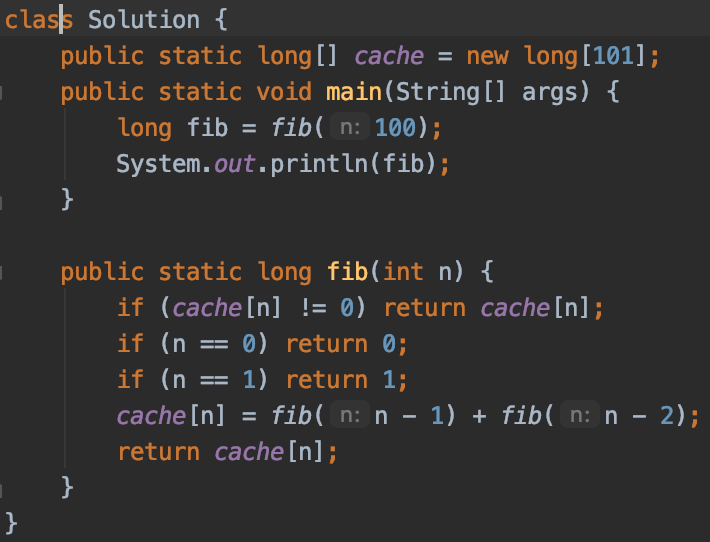 class Solution {
    public static long[] cache = new long[101];
    public static void main(String[] args) {
        long fib = fib( n: 100);
        System.out.println(fib);
    }

    public static long fib(int n) {
        if (cache[n] != 0) return cache[n];
        if (n == 0) return 0;
        if (n == 1) return 1;
        cache[n] = fib( n: n - 1) + fib( n: n - 2);
        return cache[n];
    }
}